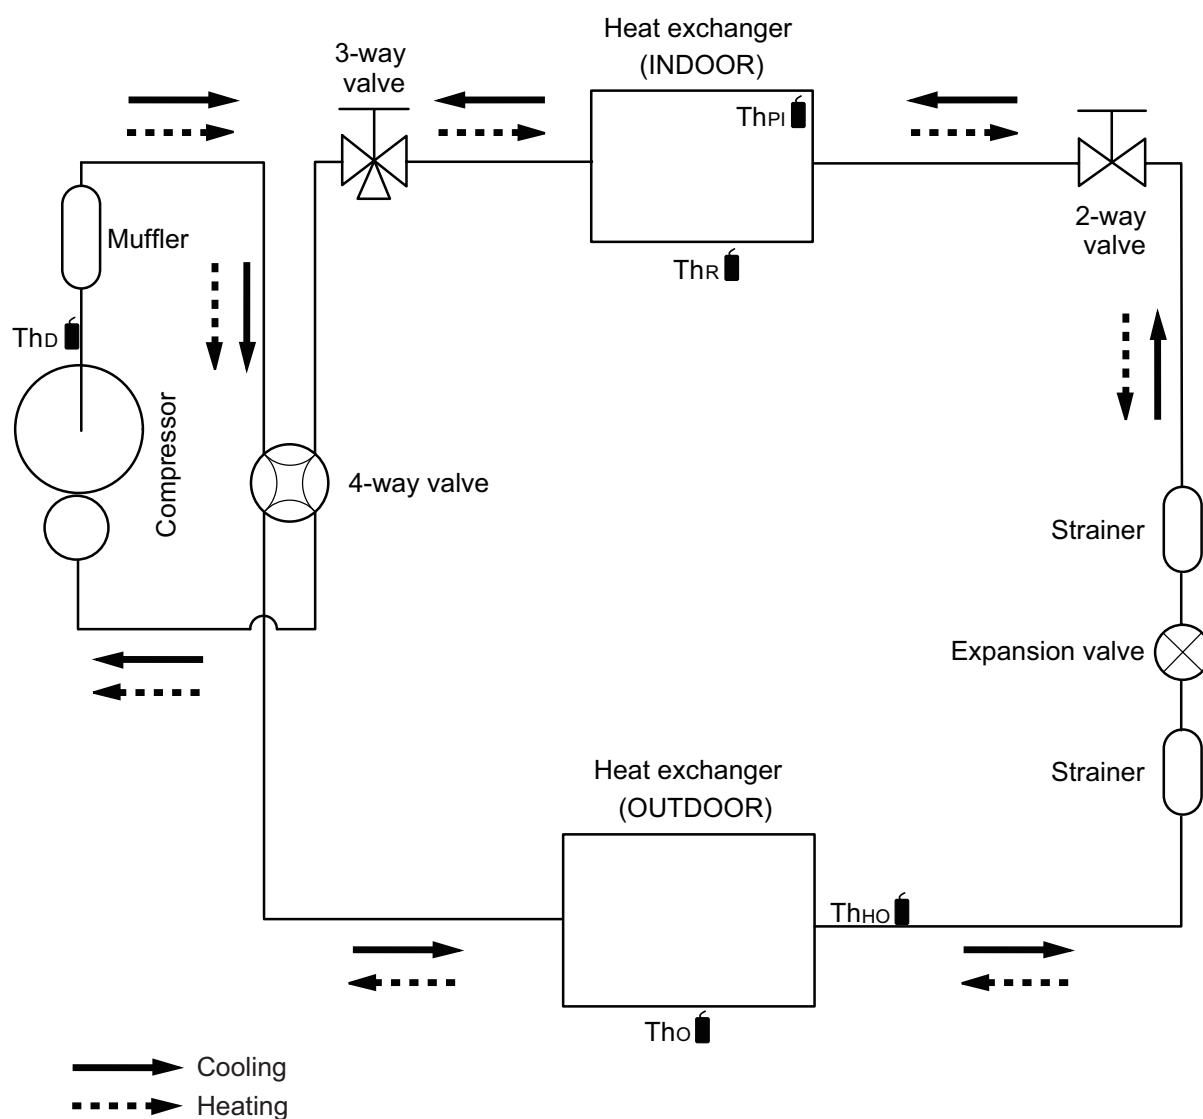 Heat exchanger
(INDOOR)
3-way
valve
ThPI
Muffler
2-way
valve
ThR
ThD
Compressor
4-way valve
Strainer
Expansion valve
Strainer
Heat exchanger
(OUTDOOR)
ThHO
ThO
Cooling
Heating